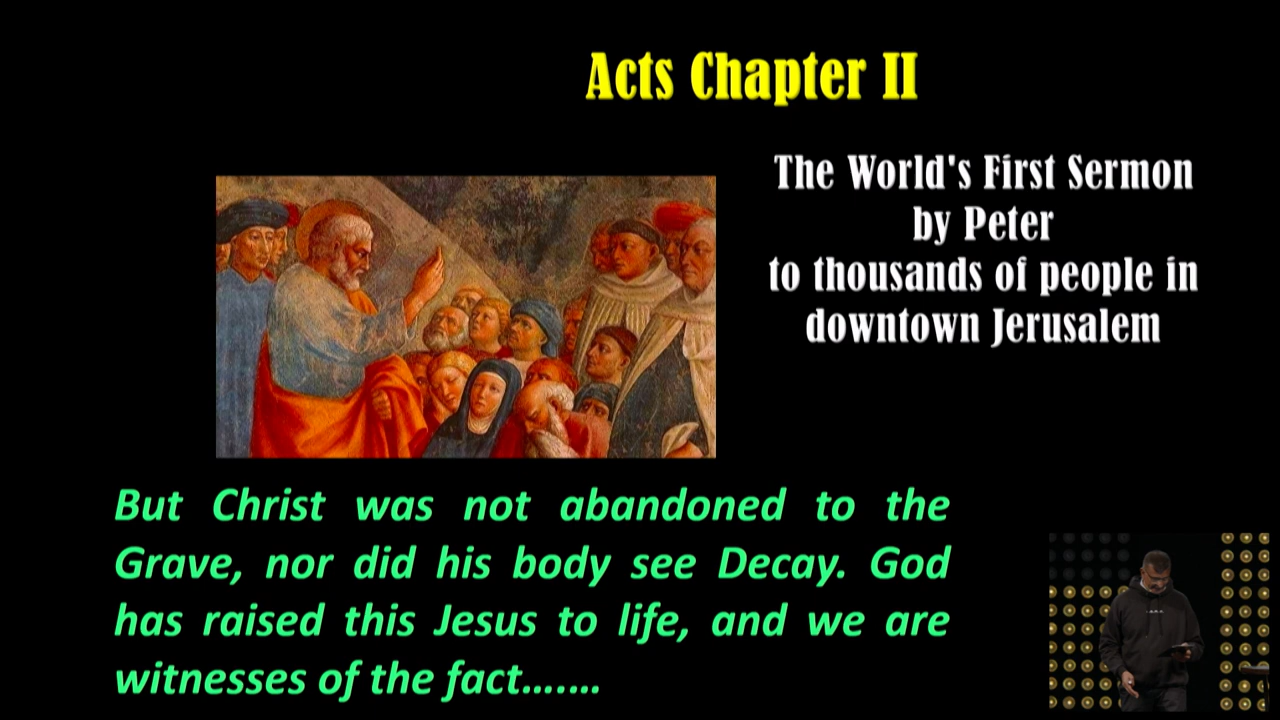 Acts Chapter II
The World's First Sermon
by Peter
to thousands of people in
downtown Jerusalem
But Christ was not abandoned to the
Grave, nor did his body see Decay. God
has raised this Jesus to life, and we are
witnesses of the fact.......